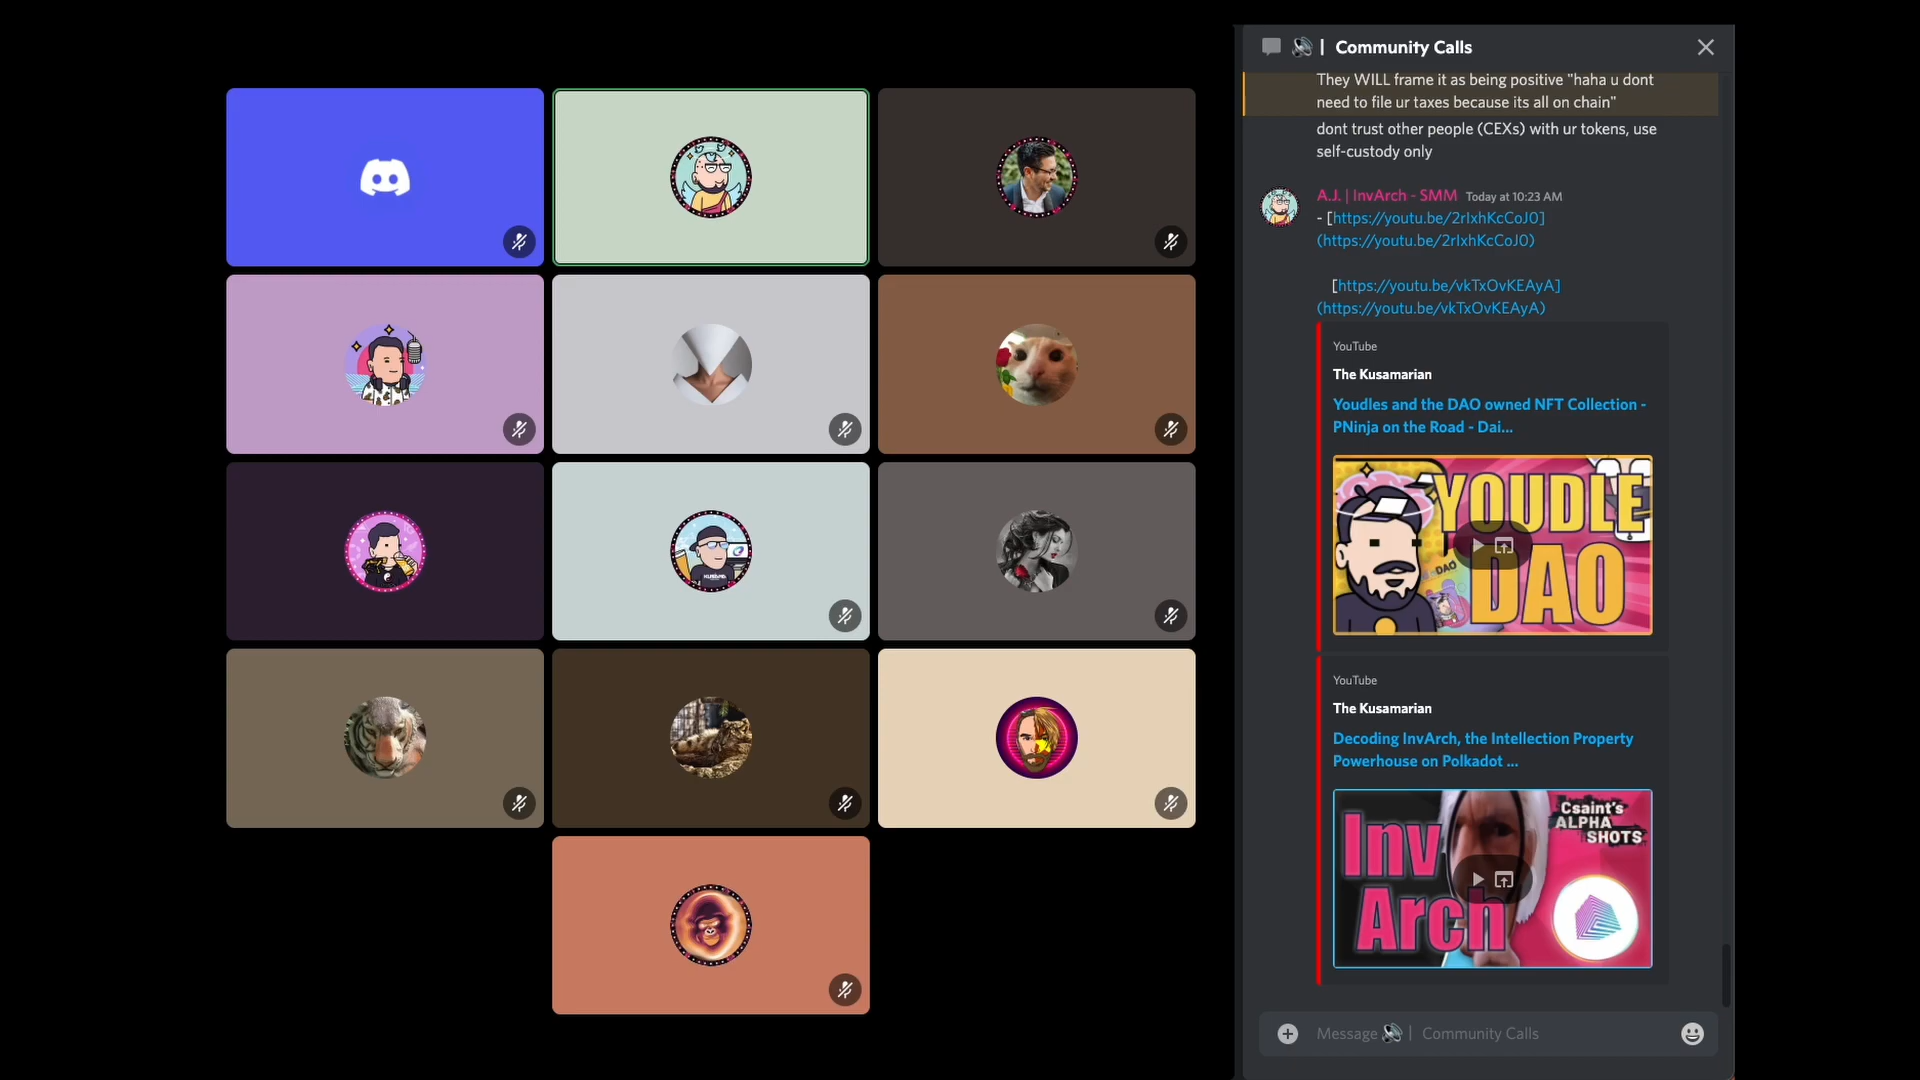 | Community Calls
They WILL frame it as being positive "haha u dont
need to file ur taxes because its all on chain"
dont trust other people (CEXs) with ur tokens, use
self-custody only
A.J. | InvArch - SMM Today at 10:23 AM
- [https://youtu.be/2rIxhKcCoJ0]
(https://youtu.be/2rIxhKcCoJ0)
[https://youtu.be/vkTxOvKEAyA]
(https://youtu.be/vkTxOvKEAyA)
YouTube
The Kusamarian
Youdles and the DAO owned NFT Collection -
PNinja on the Road - Dai...
YOUDLE
DAO
DAO
YouTube
The Kusamarian
Decoding InvArch, the Intellection Property
Powerhouse on Polkadot ...
Inv
Arch
Csaint's
ALPHA
SHOTS
Message | Community Calls